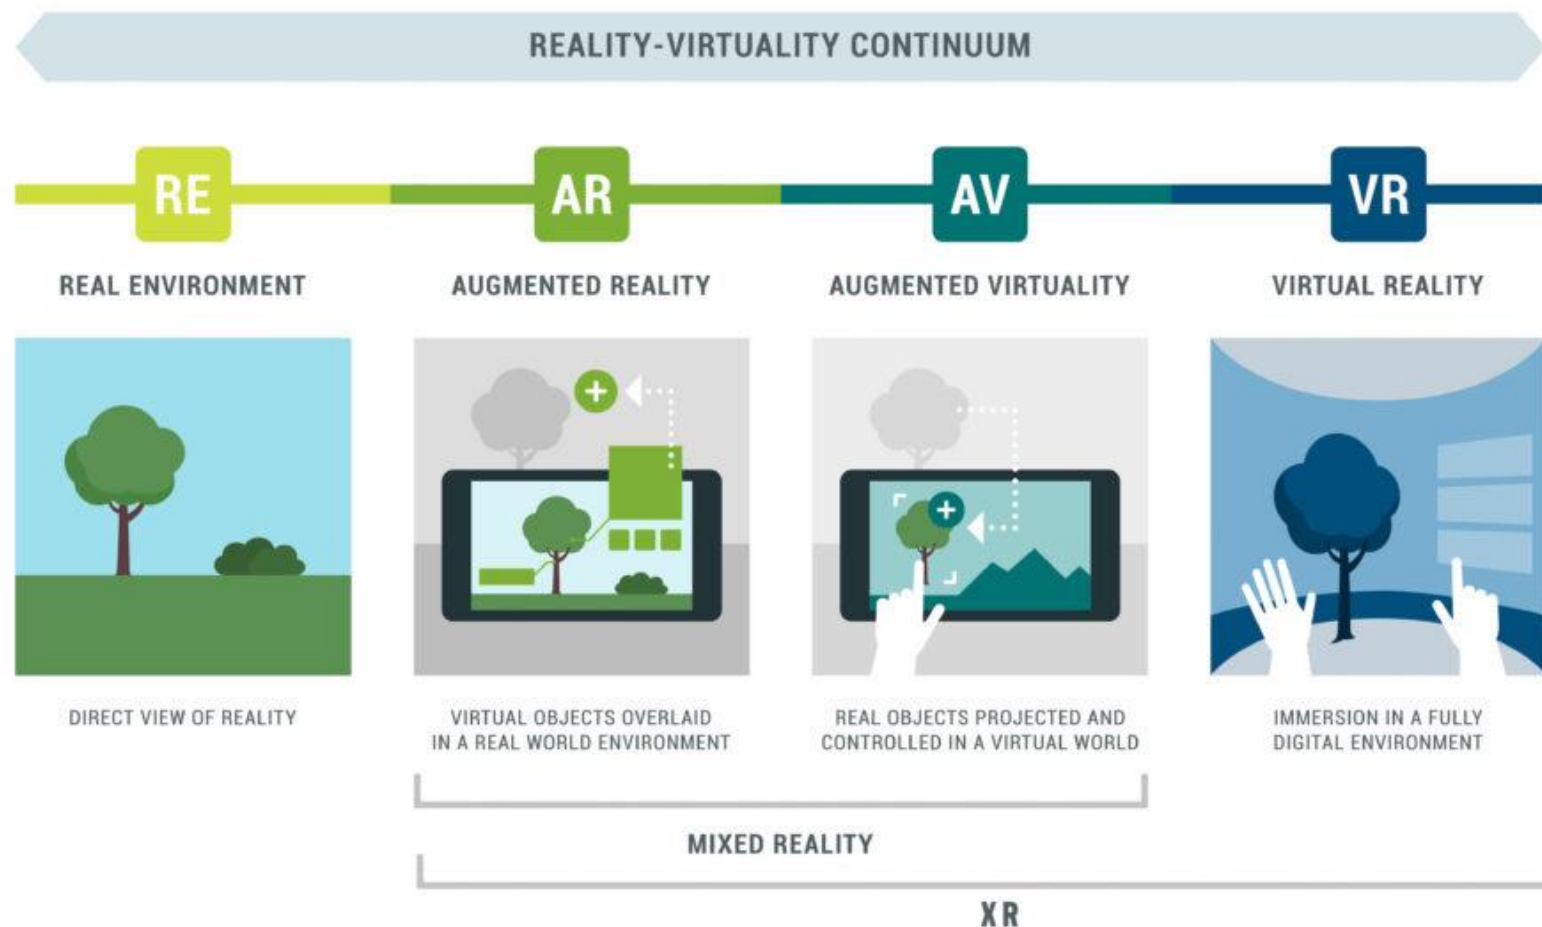 REALITY-VIRTUALITY CONTINUUM
RE
AR
AV
VR
REAL ENVIRONMENT
AUGMENTED REALITY
AUGMENTED VIRTUALITY
VIRTUAL REALITY
DIRECT VIEW OF REALITY
VIRTUAL OBJECTS OVERLAID
IN A REAL WORLD ENVIRONMENT
REAL OBJECTS PROJECTED AND
CONTROLLED IN A VIRTUAL WORLD
IMMERSION IN A FULLY
DIGITAL ENVIRONMENT
MIXED REALITY
XR